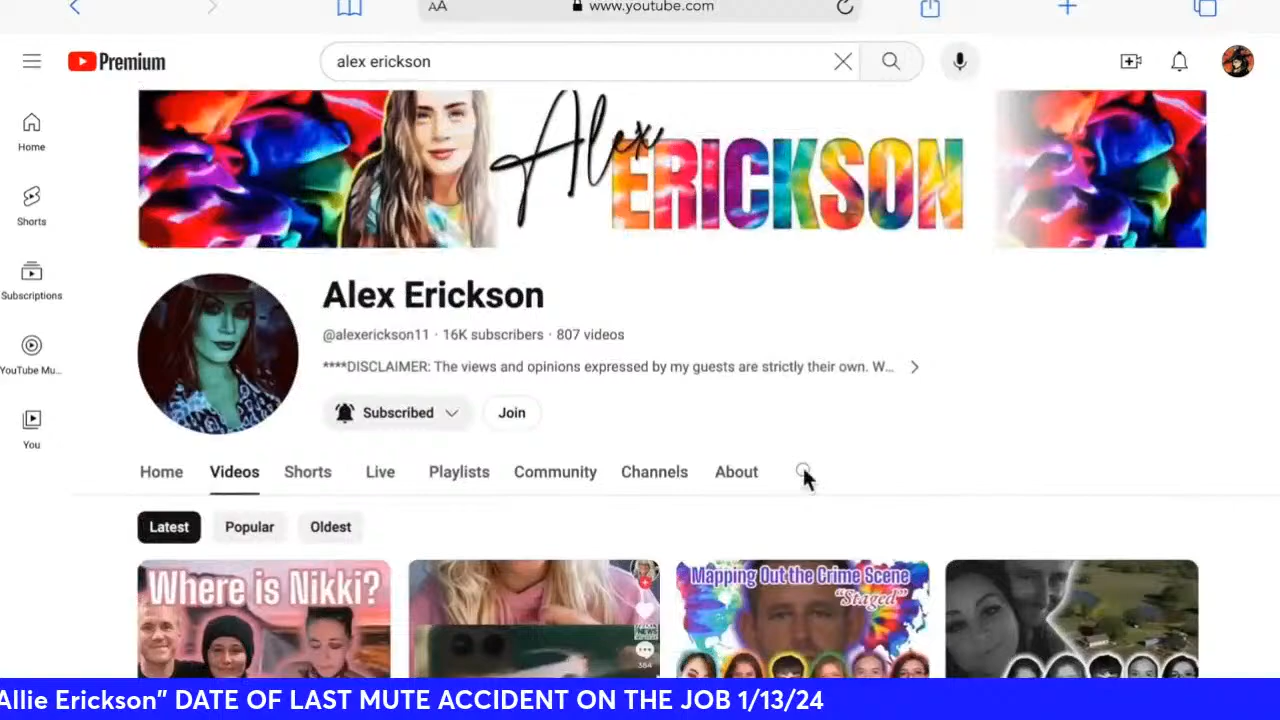 AA
www.youtube.com
Premium
alex erickson
Alex ERICKSON
Home
Shorts
Subscriptions
YouTube Mu...
You
Alex Erickson
@alexerickson11 · 16K subscribers · 807 videos
****DISCLAIMER: The views and opinions expressed by my guests are strictly their own. W...
Subscribed
Join
Home Videos Shorts Live Playlists Community Channels About
Latest Popular Oldest
Where is Nikki?
384
Mapping Out the Crime Scene
"Staged"
Allie Erickson" DATE OF LAST MUTE ACCIDENT ON THE JOB 1/13/24